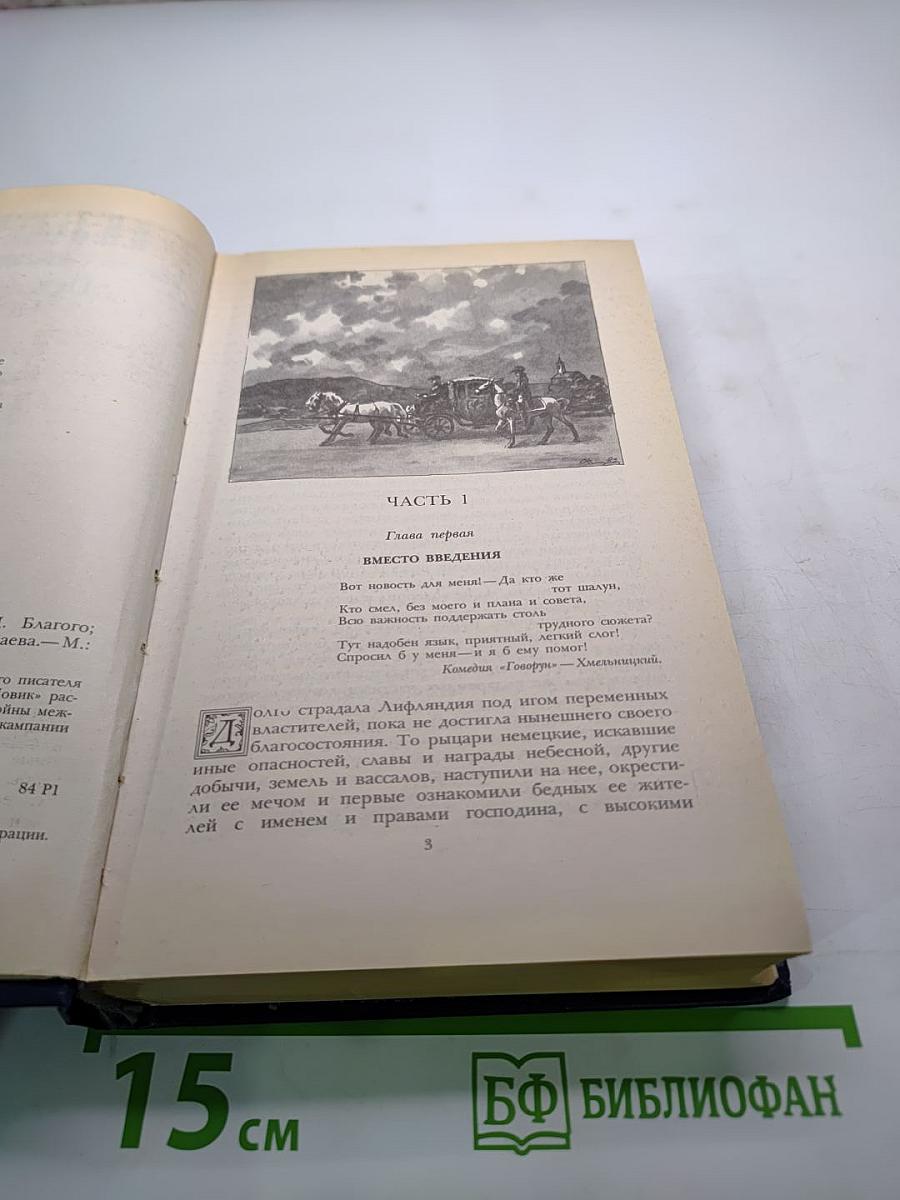 . Благого;
аева.— М.:
го писателя
овик» рас-
йны меж-
кампании
84 Р1
рации.
ЧАСТЬ 1
Глава первая
ВМЕСТО ВВЕДЕНИЯ
Вот новость для меня! — Да кто же
тот шалун,
Кто смел, без моего и плана и совета,
Всю важность поддержать столь
трудного сюжета?
Тут надобен язык, приятный, легкий слог!
Спросил б у меня — и я б ему помог!
Комедия «Говорун» — Хмельницкий.
Долго страдала Лифляндия под игом переменных
властителей, пока не достигла нынешнего своего
благосостояния. То рыцари немецкие, искавшие
иные опасностей, славы и награды небесной, другие
добычи, земель и вассалов, наступили на нее, окрести-
ли ее мечом и первые ознакомили бедных ее жите-
лей с именем и правами господина, с высокими
3
15 см
БФ БИБЛИОФАН